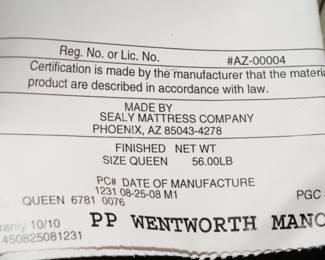 Reg. No. or Lic. No. #AZ-00004
Certification is made by the manufacturer that the materia
product are described in accordance with law.
MADE BY
SEALY MATTRESS COMPANY
PHOENIX, AZ 85043-4278
FINISHED NET WT
SIZE QUEEN 56.00LB
PC# DATE OF MANUFACTURE
1231 08-25-08 M1
QUEEN 6781 0076 PGC
ranty 10/10 PP WENTWORTH MANO
450825081231